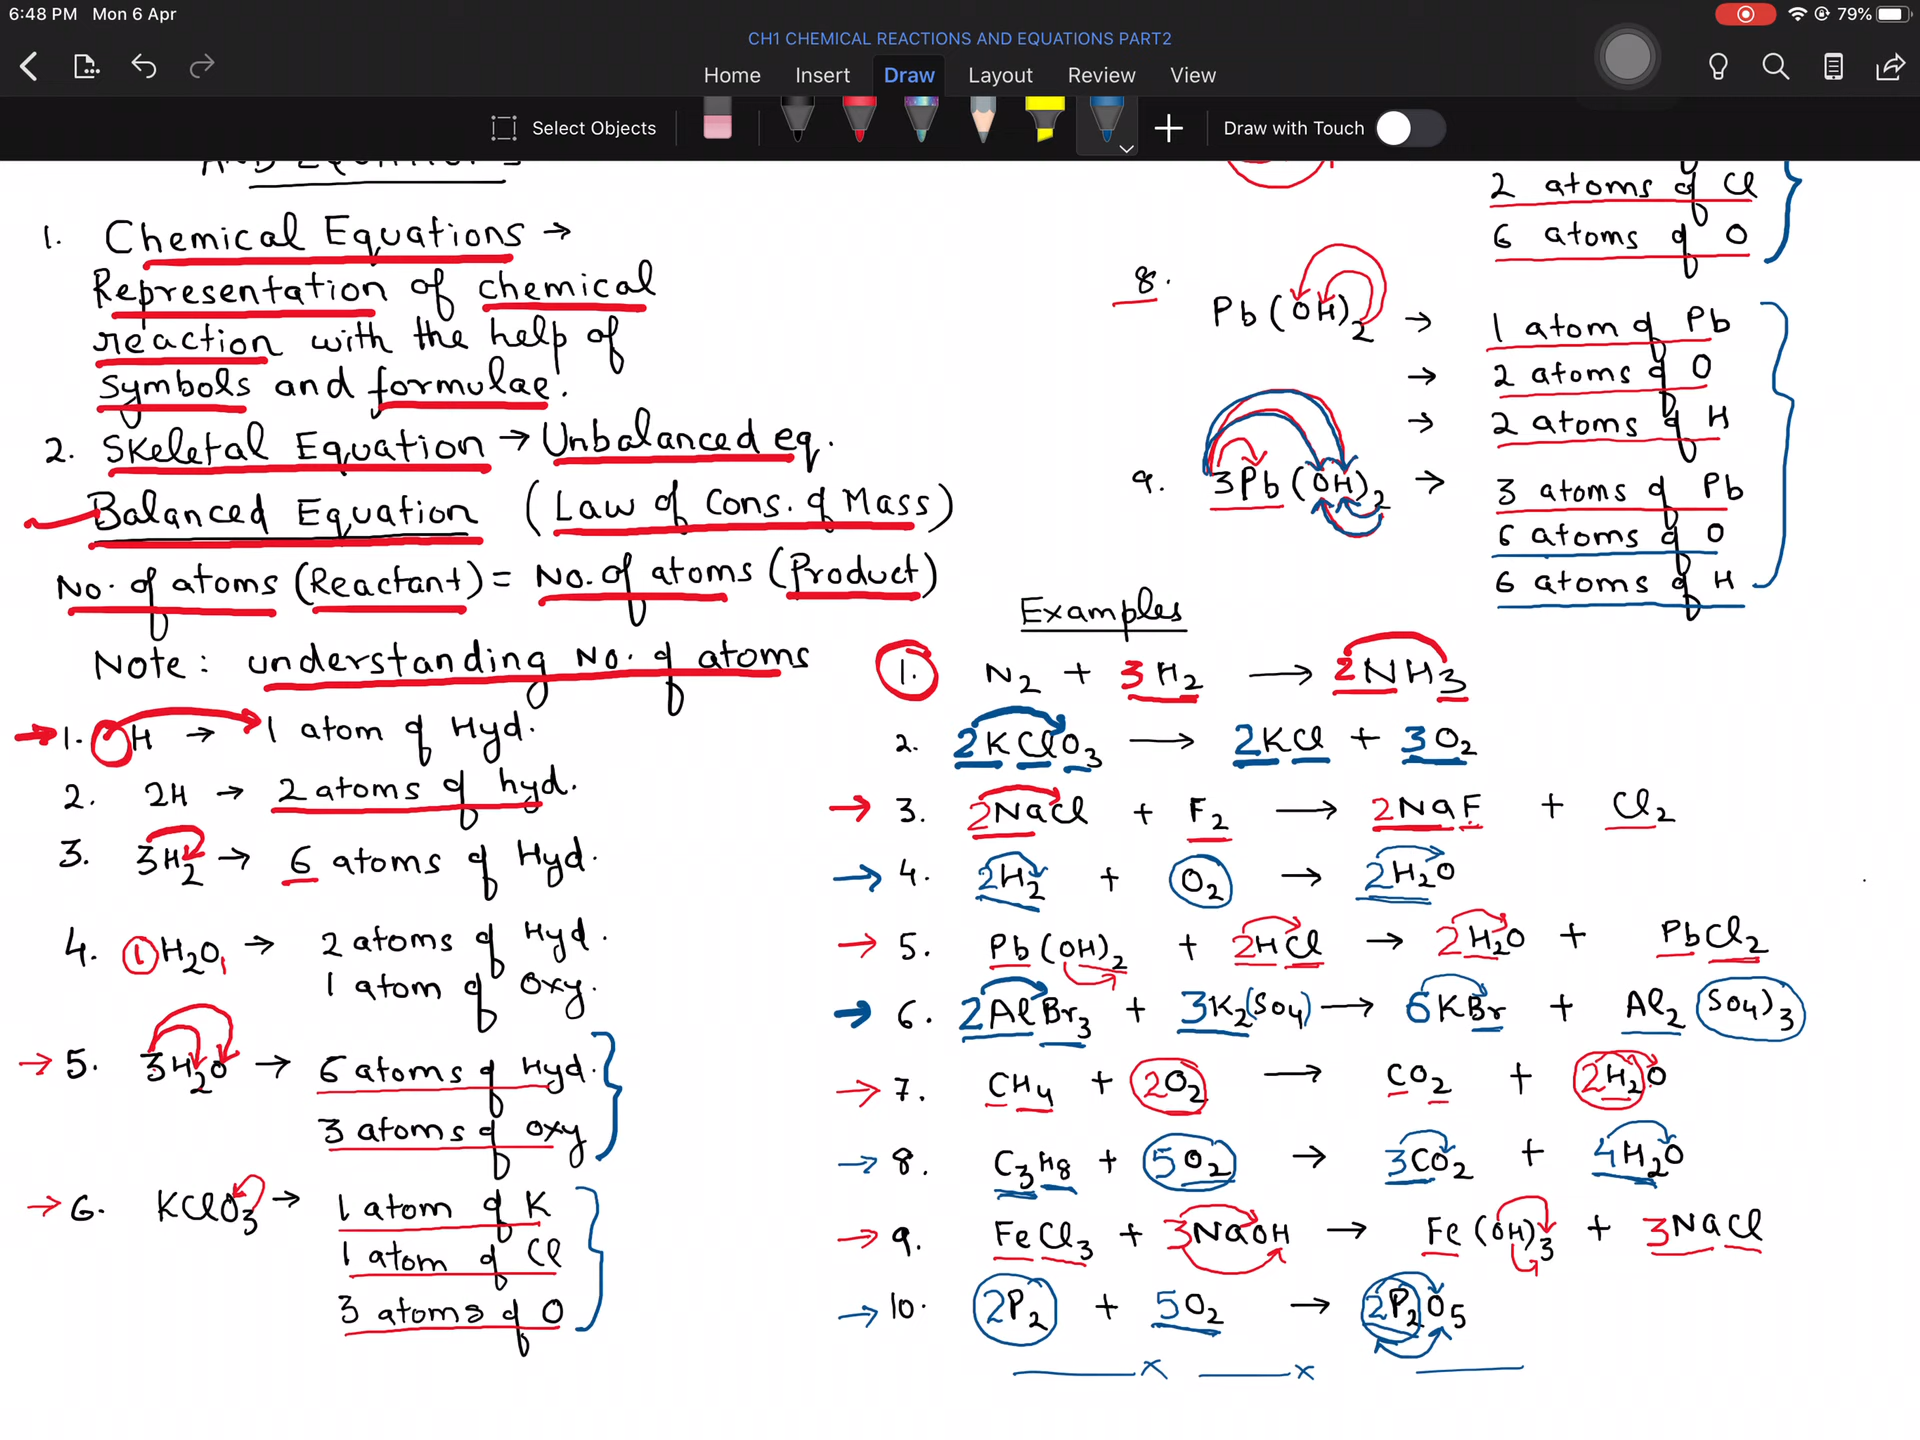 6:48 PM Mon 6 Apr
79%
CH1 CHEMICAL REACTIONS AND EQUATIONS PART2
Home Insert Draw Layout Review View
Select Objects
Draw with Touch
1. Chemical Equations →
Representation of chemical
reaction with the help of
symbols and formulae.
2. Skeletal Equation → Unbalanced eq.
Balanced Equation (Law of Cons. of Mass)
No. of atoms (Reactant) = No. of atoms (Product)
Note: understanding No. of atoms
1. H → 1 atom of Hyd.
2. 2H → 2 atoms of hyd.
3. 3H2 → 6 atoms of Hyd.
4. 1H2O1 → 2 atoms of Hyd.
1 atom of Oxy.
5. 3H2O → 6 atoms of Hyd.
3 atoms of oxy
6. KClO3 → 1 atom of K
1 atom of Cl
3 atoms of O
2 atoms of Cl
6 atoms of O
8. Pb(OH)2 → 1 atom of Pb
→ 2 atoms of O
→ 2 atoms of H
9. 3Pb(OH)2 → 3 atoms of Pb
6 atoms of O
6 atoms of H
Examples
1. N2 + 3H2 → 2NH3
2. 2KClO3 → 2KCl + 3O2
3. 2NaCl + F2 → 2NaF + Cl2
4. 2H2 + O2 → 2H2O
5. Pb(OH)2 + 2HCl → 2H2O + PbCl2
6. 2AlBr3 + 3K2(SO4) → 6KBr + Al2(SO4)3
7. CH4 + 2O2 → CO2 + 2H2O
8. C3H8 + 5O2 → 3CO2 + 4H2O
9. FeCl3 + 3NaOH → Fe(OH)3 + 3NaCl
10. 2P2 + 5O2 → 2P2O5